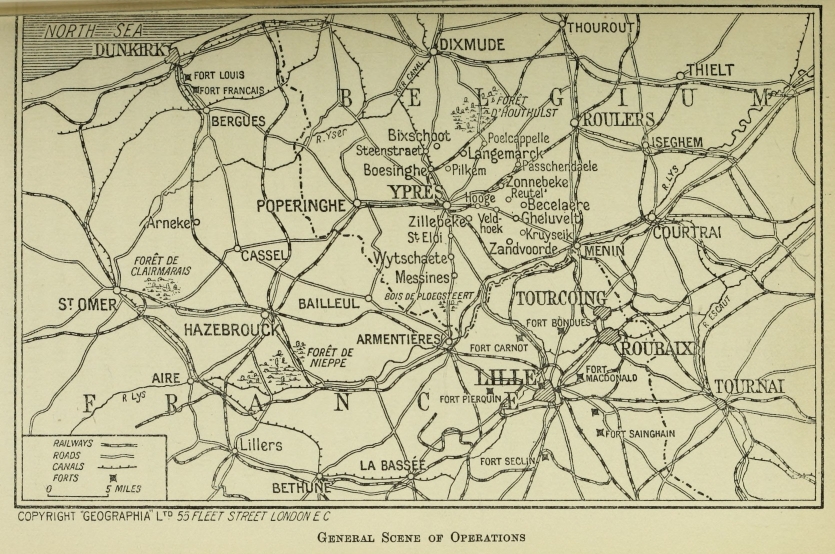 NORTH SEA
DUNKIRK
DIXMUDE
THOUROUT
FORT LOUIS
FORT FRANCAIS
THIELT
BELGIUM
YSER CANAL
FORÊT
D'HOUTHULST
BERGUES
R. Yser
Bixschoot
Poelcappelle
ROULERS
Steenstraet
Langemarck
ISEGHEM
Boesinghe
Pilkem
Passchendaele
R. LYS
YPRES
Zonnebeke
Reutel
POPERINGHE
Hooge
Becelaere
Arneke
Zillebeke
Veld-
hoek
Gheluvelt
St Eloi
Kruyseik
COURTRAI
CASSEL
Zandvoorde
MENIN
FORÊT DE
CLAIRMARAIS
Wytschaete
Messines
ST OMER
BAILLEUL
BOIS DE PLOEGSTEERT
TOURCOING
R ESCAUT
HAZEBROUCK
FORT BONDUES
ARMENTIÈRES
FORT CARNOT
ROUBAIX
FORÊT
DE
NIEPPE
AIRE
LILLE
FORT
MACDONALD
TOURNAI
R LYS
FRANCE
FORT PIERQUIN
FORT SAINGHAIN
RAILWAYS
ROADS
CANALS
FORTS
0 5 MILES
Lillers
LA BASSÉE
FORT SECLIN
BETHUNE
COPYRIGHT "GEOGRAPHIA" LTD 55 FLEET STREET LONDON E C
GENERAL SCENE OF OPERATIONS